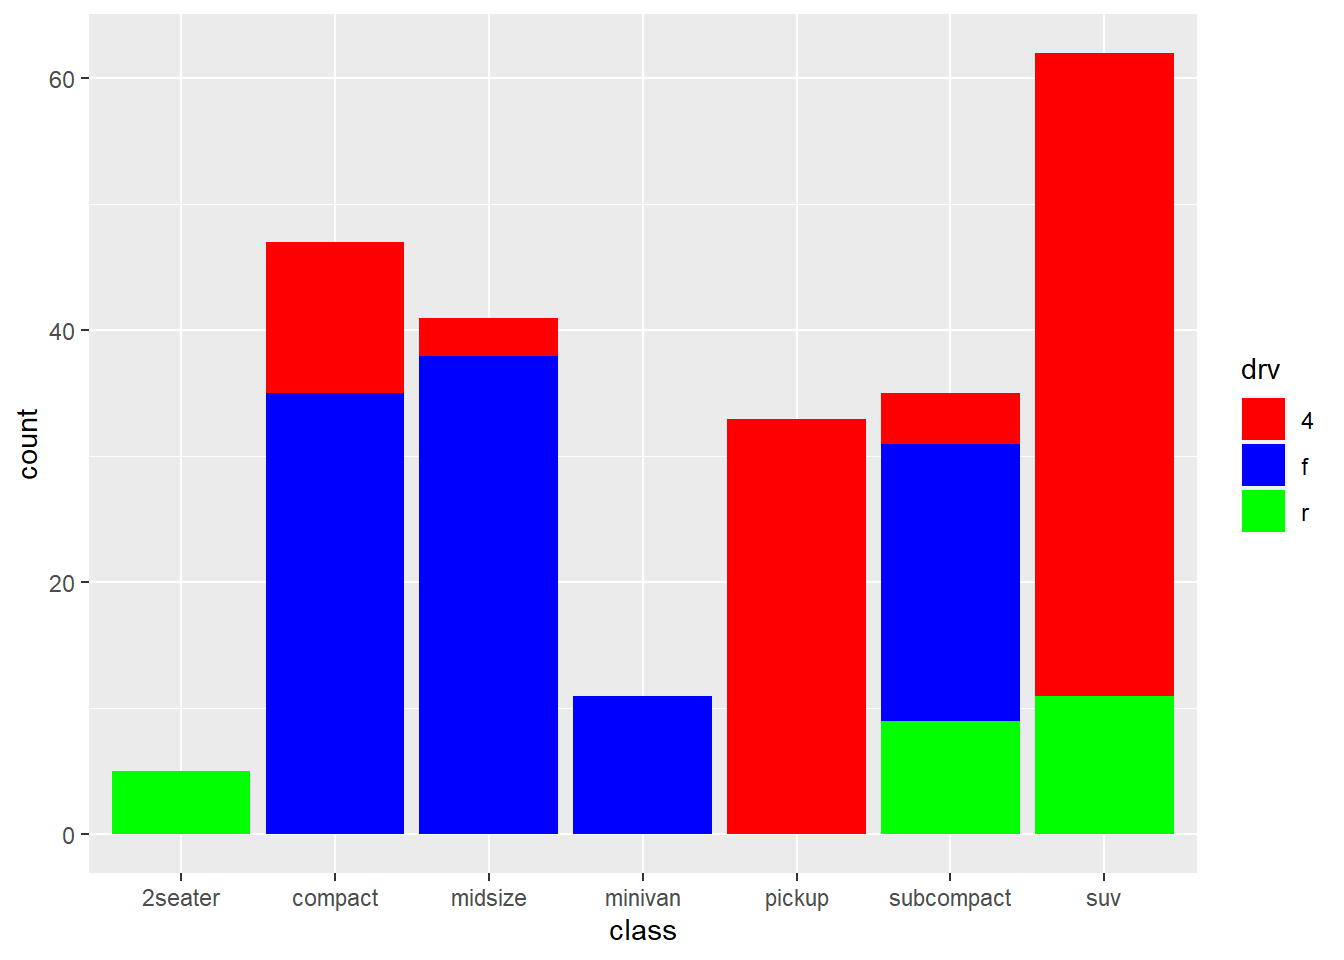 60
40
20
0
count
2seater compact midsize minivan pickup subcompact suv
class
drv
4
f
r